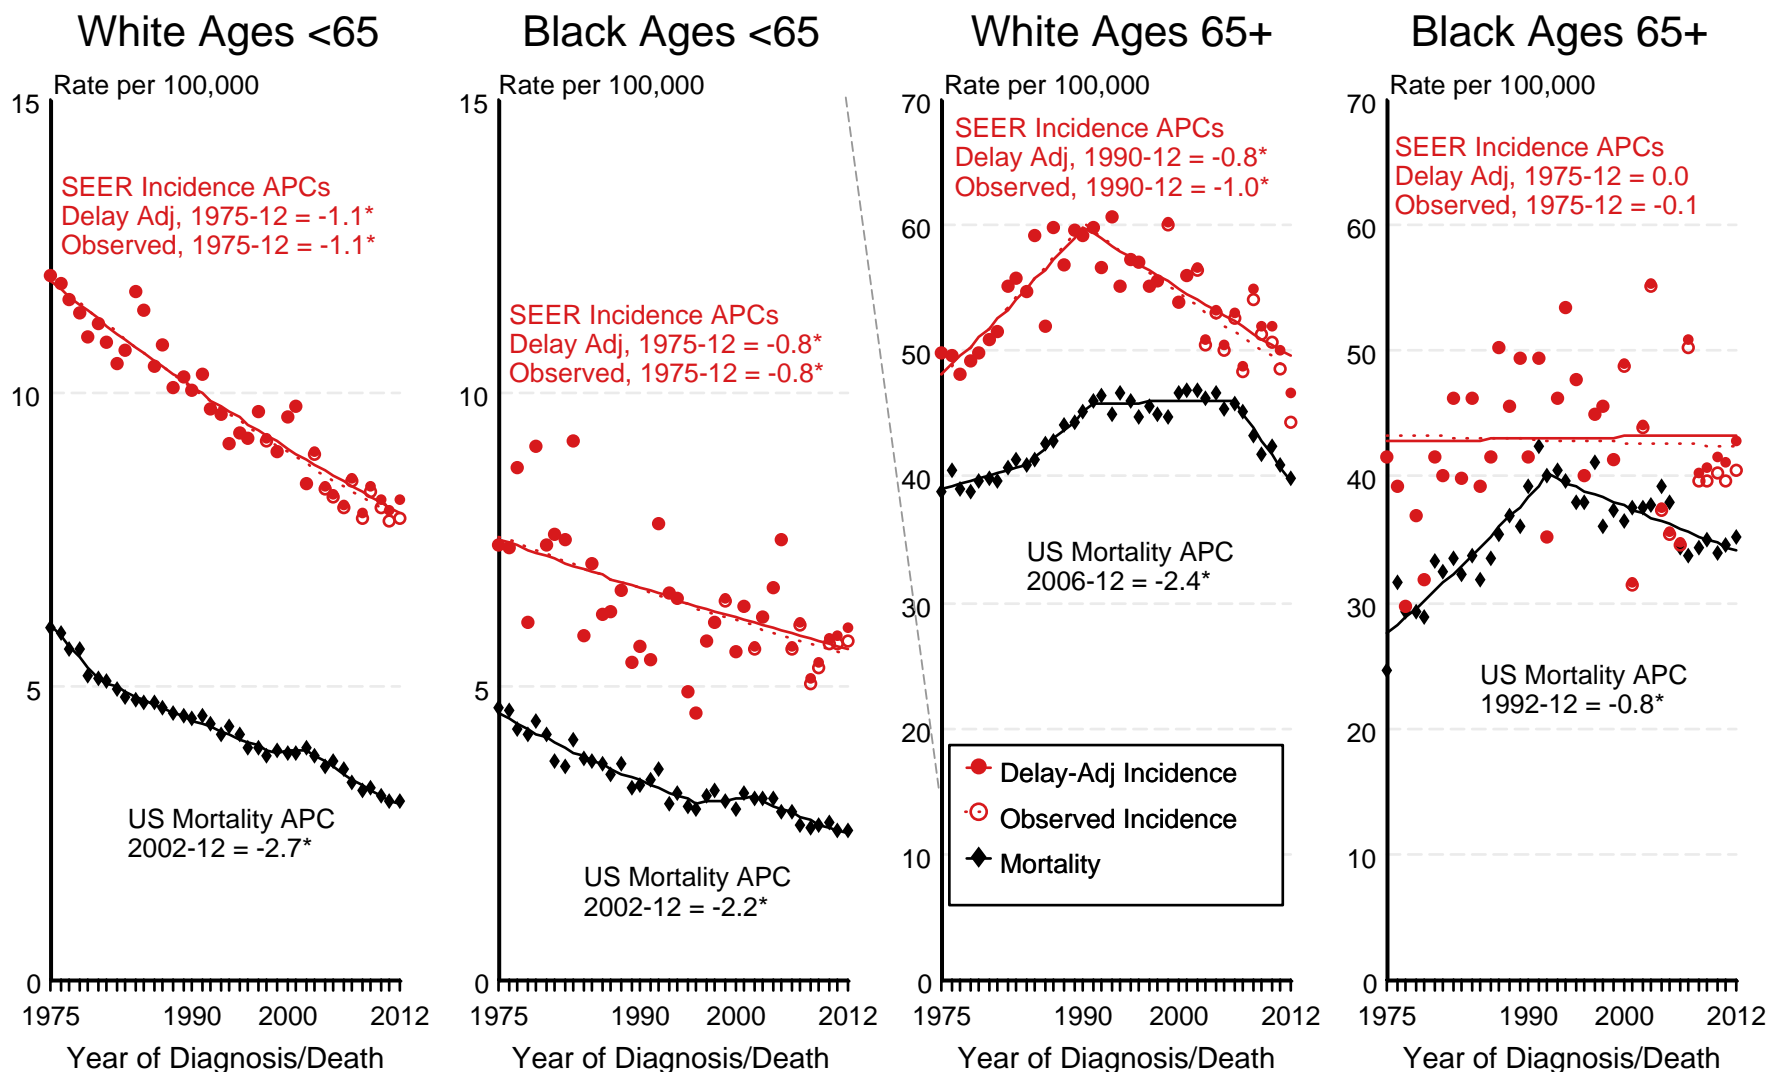 White Ages <65
Rate per 100,000
15
SEER Incidence APCs
Delay Adj, 1975-12 = -1.1*
Observed, 1975-12 = -1.1*
10
5
US Mortality APC
2002-12 = -2.7*
0
1975 1990 2000 2012
Year of Diagnosis/Death
Black Ages <65
Rate per 100,000
15
SEER Incidence APCs
Delay Adj, 1975-12 = -0.8*
Observed, 1975-12 = -0.8*
10
5
US Mortality APC
2002-12 = -2.2*
0
1975 1990 2000 2012
Year of Diagnosis/Death
White Ages 65+
Rate per 100,000
70
SEER Incidence APCs
Delay Adj, 1990-12 = -0.8*
Observed, 1990-12 = -1.0*
60
50
40
US Mortality APC
2006-12 = -2.4*
30
20
Delay-Adj Incidence
Observed Incidence
Mortality
10
0
1975 1990 2000 2012
Year of Diagnosis/Death
Black Ages 65+
Rate per 100,000
70
SEER Incidence APCs
Delay Adj, 1975-12 = 0.0
Observed, 1975-12 = -0.1
60
50
40
30
US Mortality APC
1992-12 = -0.8*
20
10
0
1975 1990 2000 2012
Year of Diagnosis/Death